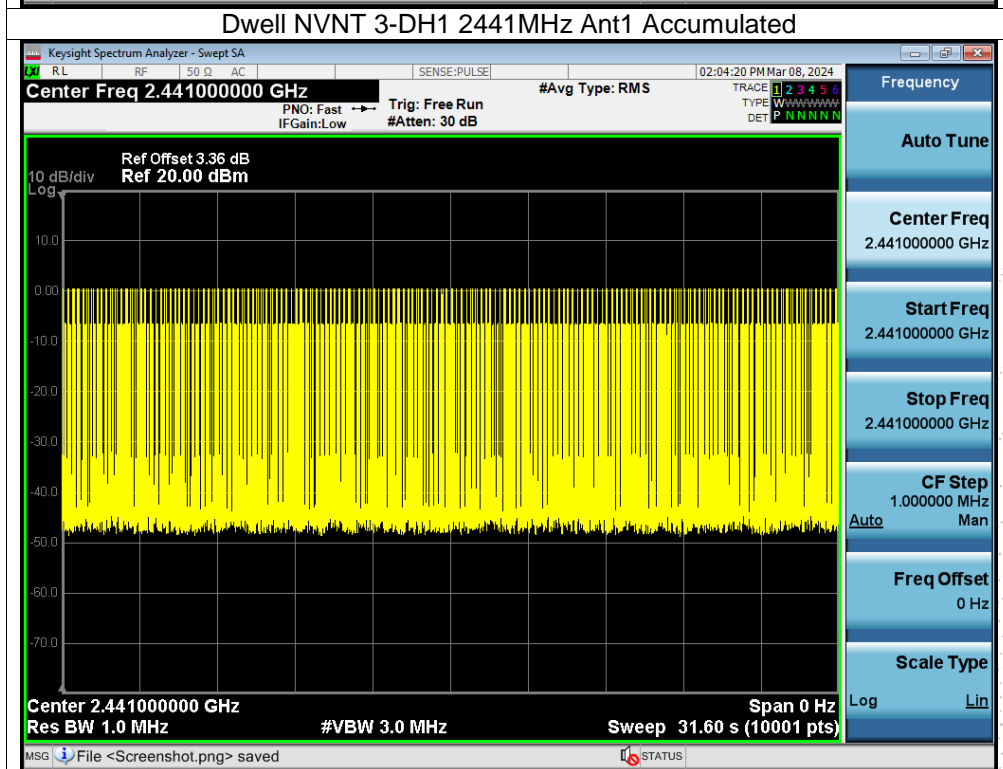 Dwell NVNT 3-DH1 2441MHz Ant1 Accumulated
Keysight Spectrum Analyzer - Swept SA
LXI RL RF 50 Ω AC SENSE:PULSE 02:04:20 PM Mar 08, 2024
Center Freq 2.441000000 GHz #Avg Type: RMS TRACE 1 2 3 4 5 6
PNO: Fast Trig: Free Run TYPE WWWWWW
IFGain:Low #Atten: 30 dB DET P N N N N N
Ref Offset 3.36 dB
10 dB/div Ref 20.00 dBm
Log
10.0
0.00
-10.0
-20.0
-30.0
-40.0
-50.0
-60.0
-70.0
Center 2.441000000 GHz Span 0 Hz
Res BW 1.0 MHz #VBW 3.0 MHz Sweep 31.60 s (10001 pts)
MSG File <Screenshot.png> saved STATUS
Frequency
Auto Tune
Center Freq
2.441000000 GHz
Start Freq
2.441000000 GHz
Stop Freq
2.441000000 GHz
CF Step
1.000000 MHz
Auto Man
Freq Offset
0 Hz
Scale Type
Log Lin